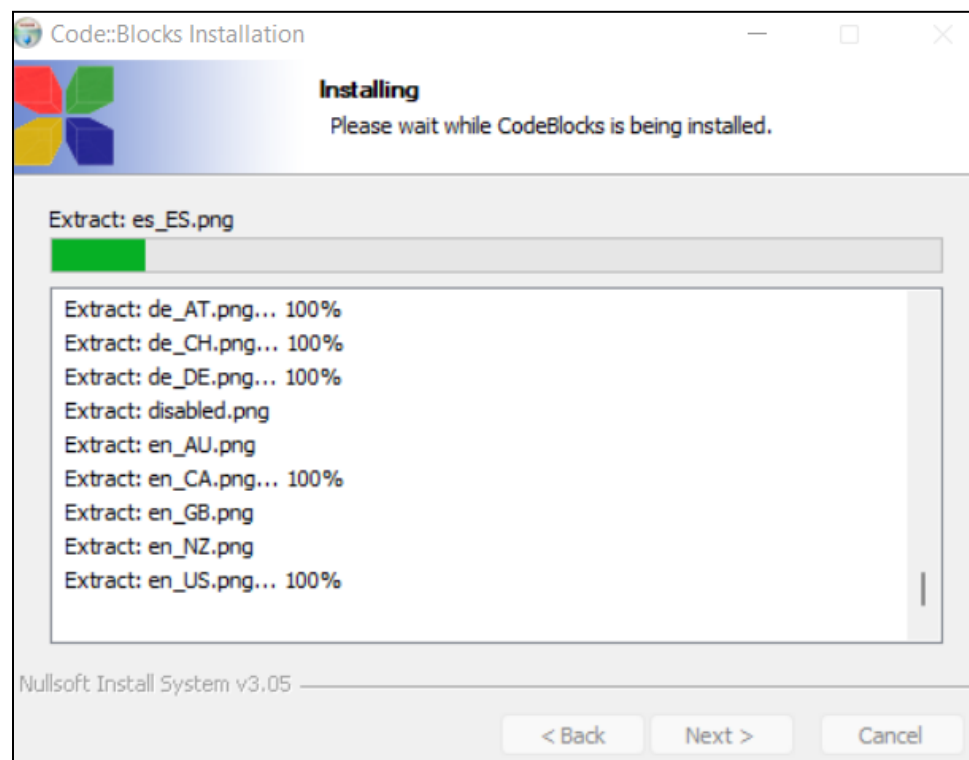 Code::Blocks Installation
Installing
Please wait while CodeBlocks is being installed.
Extract: es_ES.png
Extract: de_AT.png... 100%
Extract: de_CH.png... 100%
Extract: de_DE.png... 100%
Extract: disabled.png
Extract: en_AU.png
Extract: en_CA.png... 100%
Extract: en_GB.png
Extract: en_NZ.png
Extract: en_US.png... 100%
Nullsoft Install System v3.05
< Back Next > Cancel